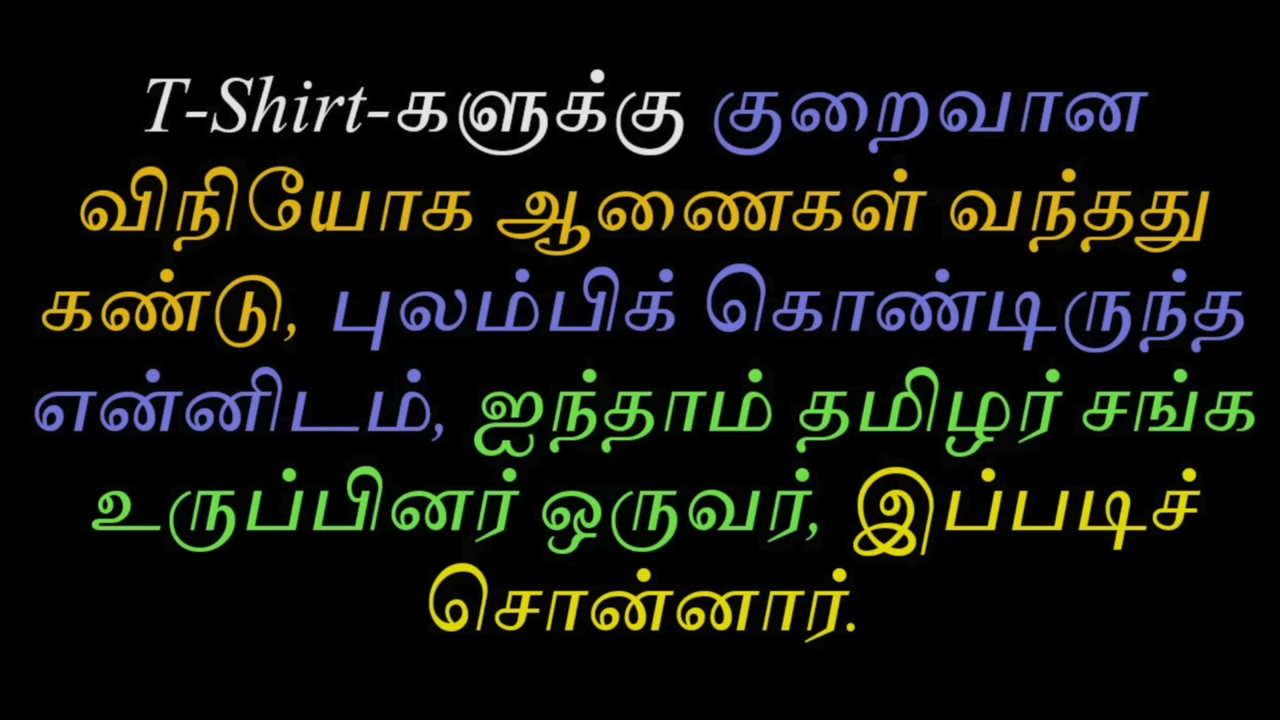 T-Shirt-களுக்கு குறைவான
விநியோக ஆணைகள் வந்தது
கண்டு, புலம்பிக் கொண்டிருந்த
என்னிடம், ஐந்தாம் தமிழர் சங்க
உருப்பினர் ஒருவர், இப்படிச்
சொன்னார்.